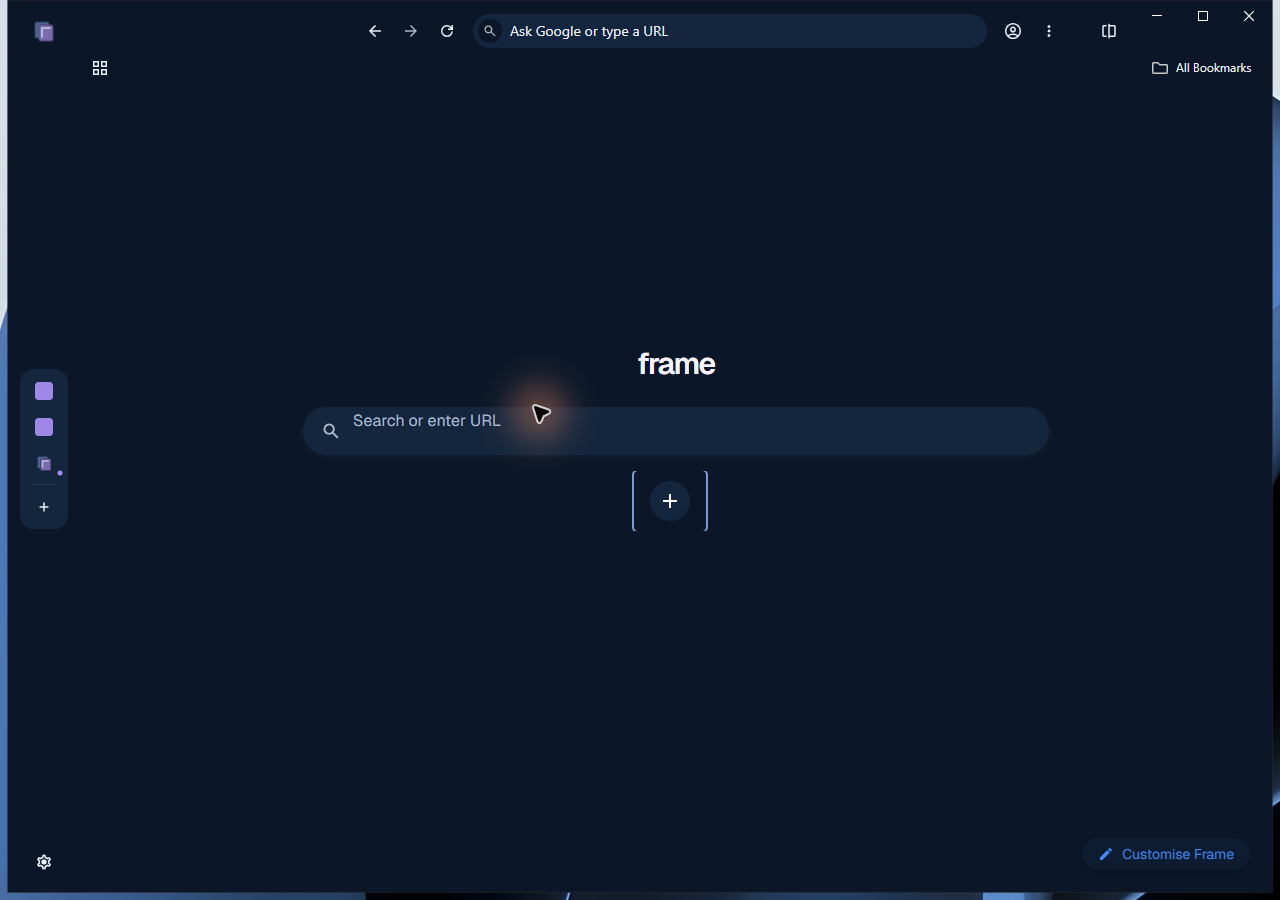 Ask Google or type a URL
All Bookmarks
frame
Search or enter URL
Customise Frame